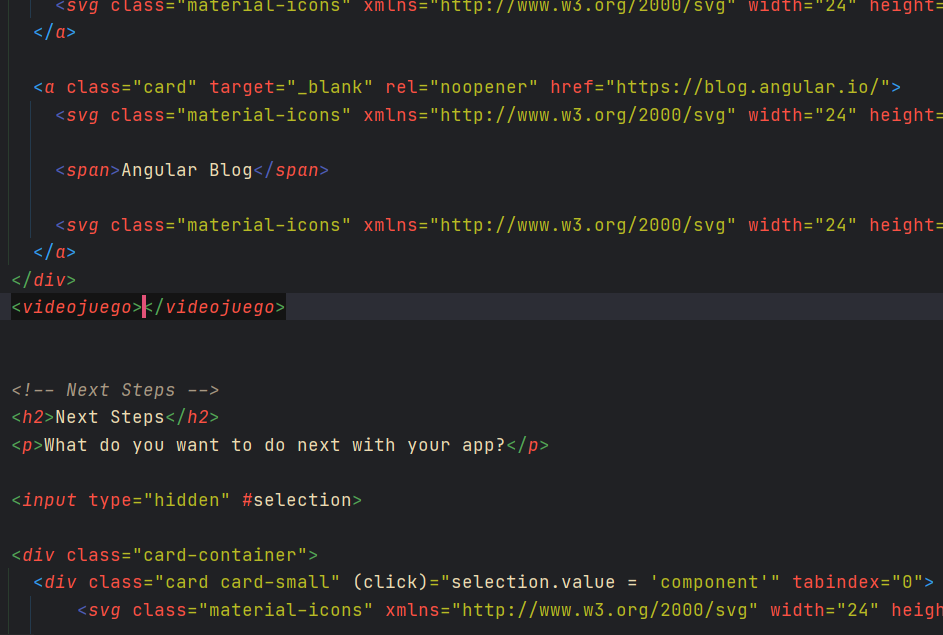 <svg class="material-icons" xmlns="http://www.w3.org/2000/svg" width="24" height=
</a>
<a class="card" target="_blank" rel="noopener" href="https://blog.angular.io/">
<svg class="material-icons" xmlns="http://www.w3.org/2000/svg" width="24" height=
<span>Angular Blog</span>
<svg class="material-icons" xmlns="http://www.w3.org/2000/svg" width="24" height=
</a>
</div>
<videojuego></videojuego>
<!-- Next Steps -->
<h2>Next Steps</h2>
<p>What do you want to do next with your app?</p>
<input type="hidden" #selection>
<div class="card-container">
<div class="card card-small" (click)="selection.value = 'component'" tabindex="0">
<svg class="material-icons" xmlns="http://www.w3.org/2000/svg" width="24" heigh